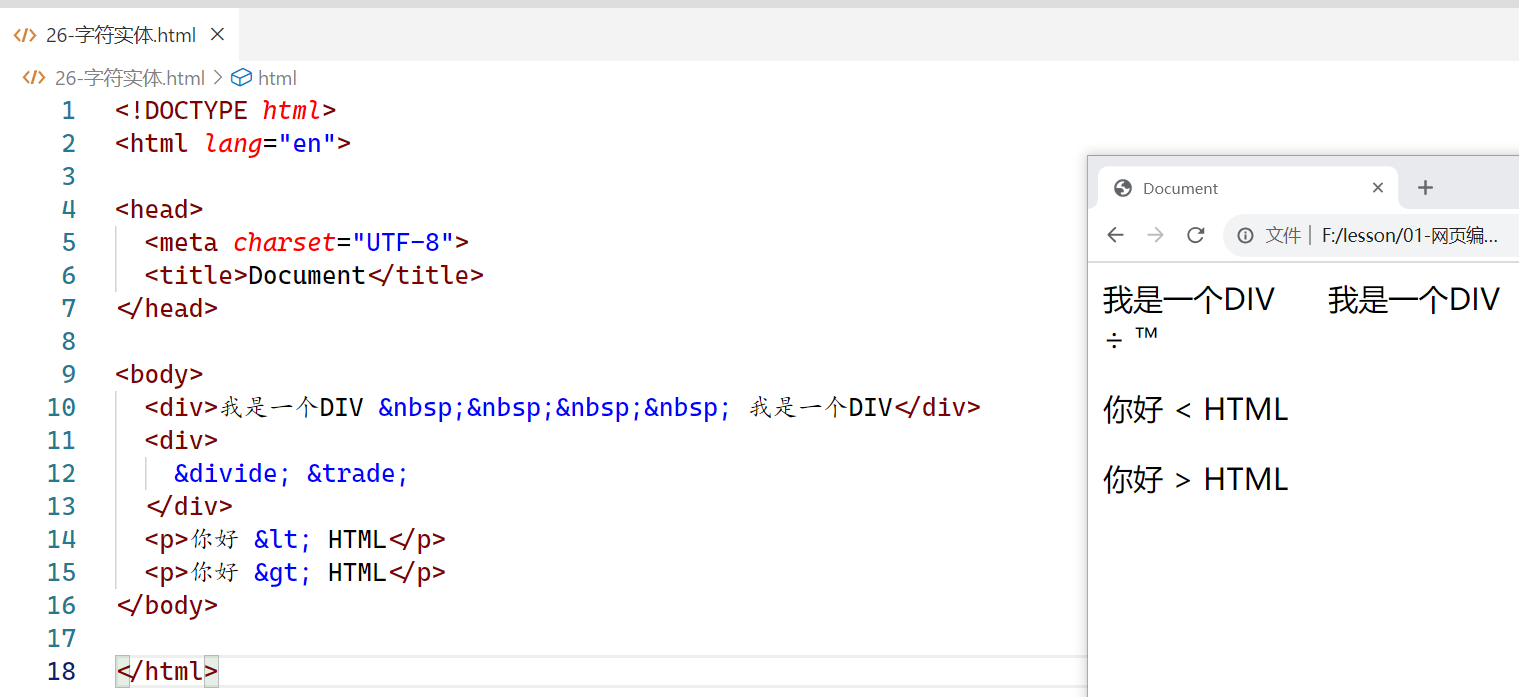 26-字符实体.html
26-字符实体.html > html
1 <!DOCTYPE html>
2 <html lang="en">
3
4 <head>
5 <meta charset="UTF-8">
6 <title>Document</title>
7 </head>
8
9 <body>
10 <div>我是一个DIV &nbsp;&nbsp;&nbsp;&nbsp; 我是一个DIV</div>
11 <div>
12 &divide; &trade;
13 </div>
14 <p>你好 &lt; HTML</p>
15 <p>你好 &gt; HTML</p>
16 </body>
17
18 </html>
Document
文件 | F:/lesson/01-网页编...
我是一个DIV 我是一个DIV
÷ ™
你好 < HTML
你好 > HTML